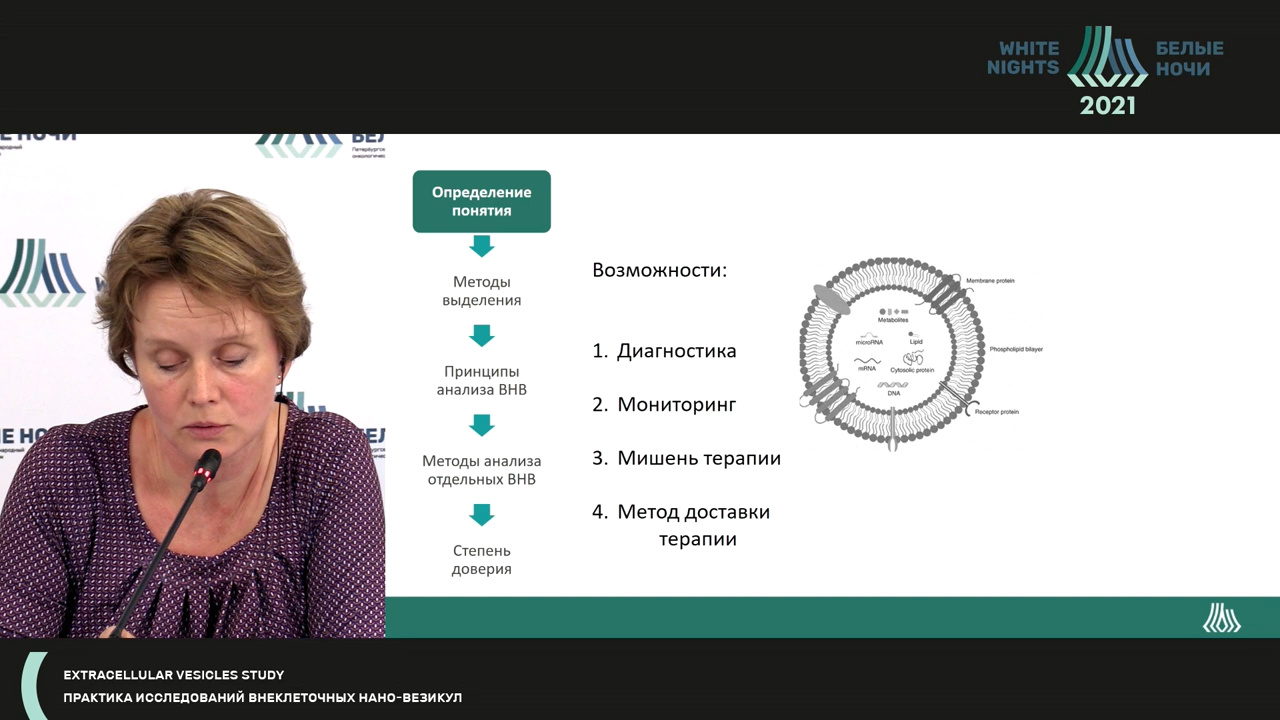 WHITE
NIGHTS
БЕЛЫЕ
НОЧИ
2021
Е НОЧИ
БЕЛ
Определение
понятия
Методы
выделения
Принципы
анализа ВНВ
Методы анализа
отдельных ВНВ
Степень
доверия
Возможности:
1. Диагностика
2. Мониторинг
3. Мишень терапии
4. Метод доставки
терапии
Membrane protein
Metabolites
microRNA
Lipid
mRNA
Cytosolic protein
DNA
Phospholipid bilayer
Receptor protein
EXTRACELLULAR VESICLES STUDY
ПРАКТИКА ИССЛЕДОВАНИЙ ВНЕКЛЕТОЧНЫХ НАНО-ВЕЗИКУЛ